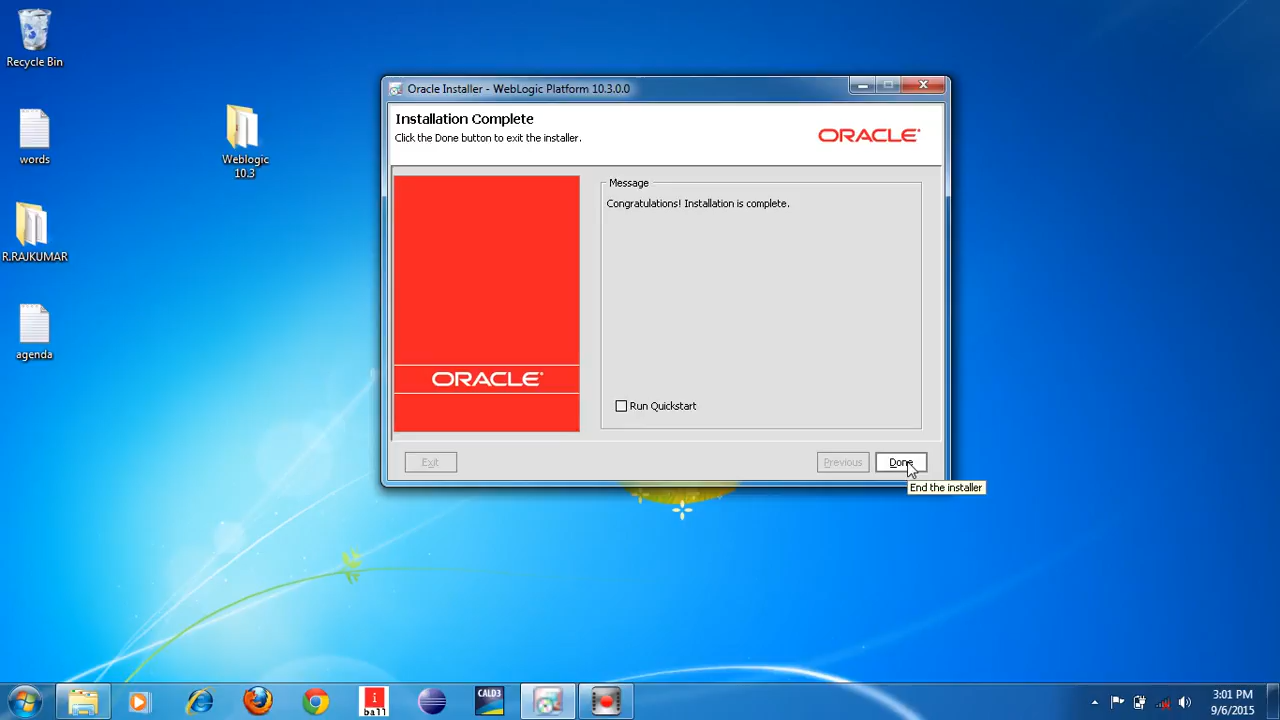 Recycle Bin
words
R.RAJKUMAR
agenda
Weblogic
10.3
Oracle Installer - WebLogic Platform 10.3.0.0
Installation Complete
Click the Done button to exit the installer.
ORACLE
Message
Congratulations! Installation is complete.
ORACLE
Run Quickstart
Exit
Previous
Done
End the installer
i
ball
CALD3
3:01 PM
9/6/2015